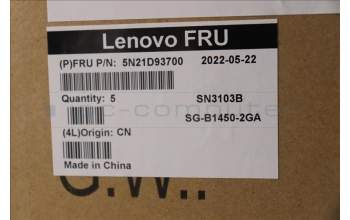 Lenovo FRU
(P)FRU P/N: 5N21D93700 2022-05-22
Quantity: 5 SN3103B
SG-B1450-2GA
(4L)Origin: CN
Made in China
G.W.: